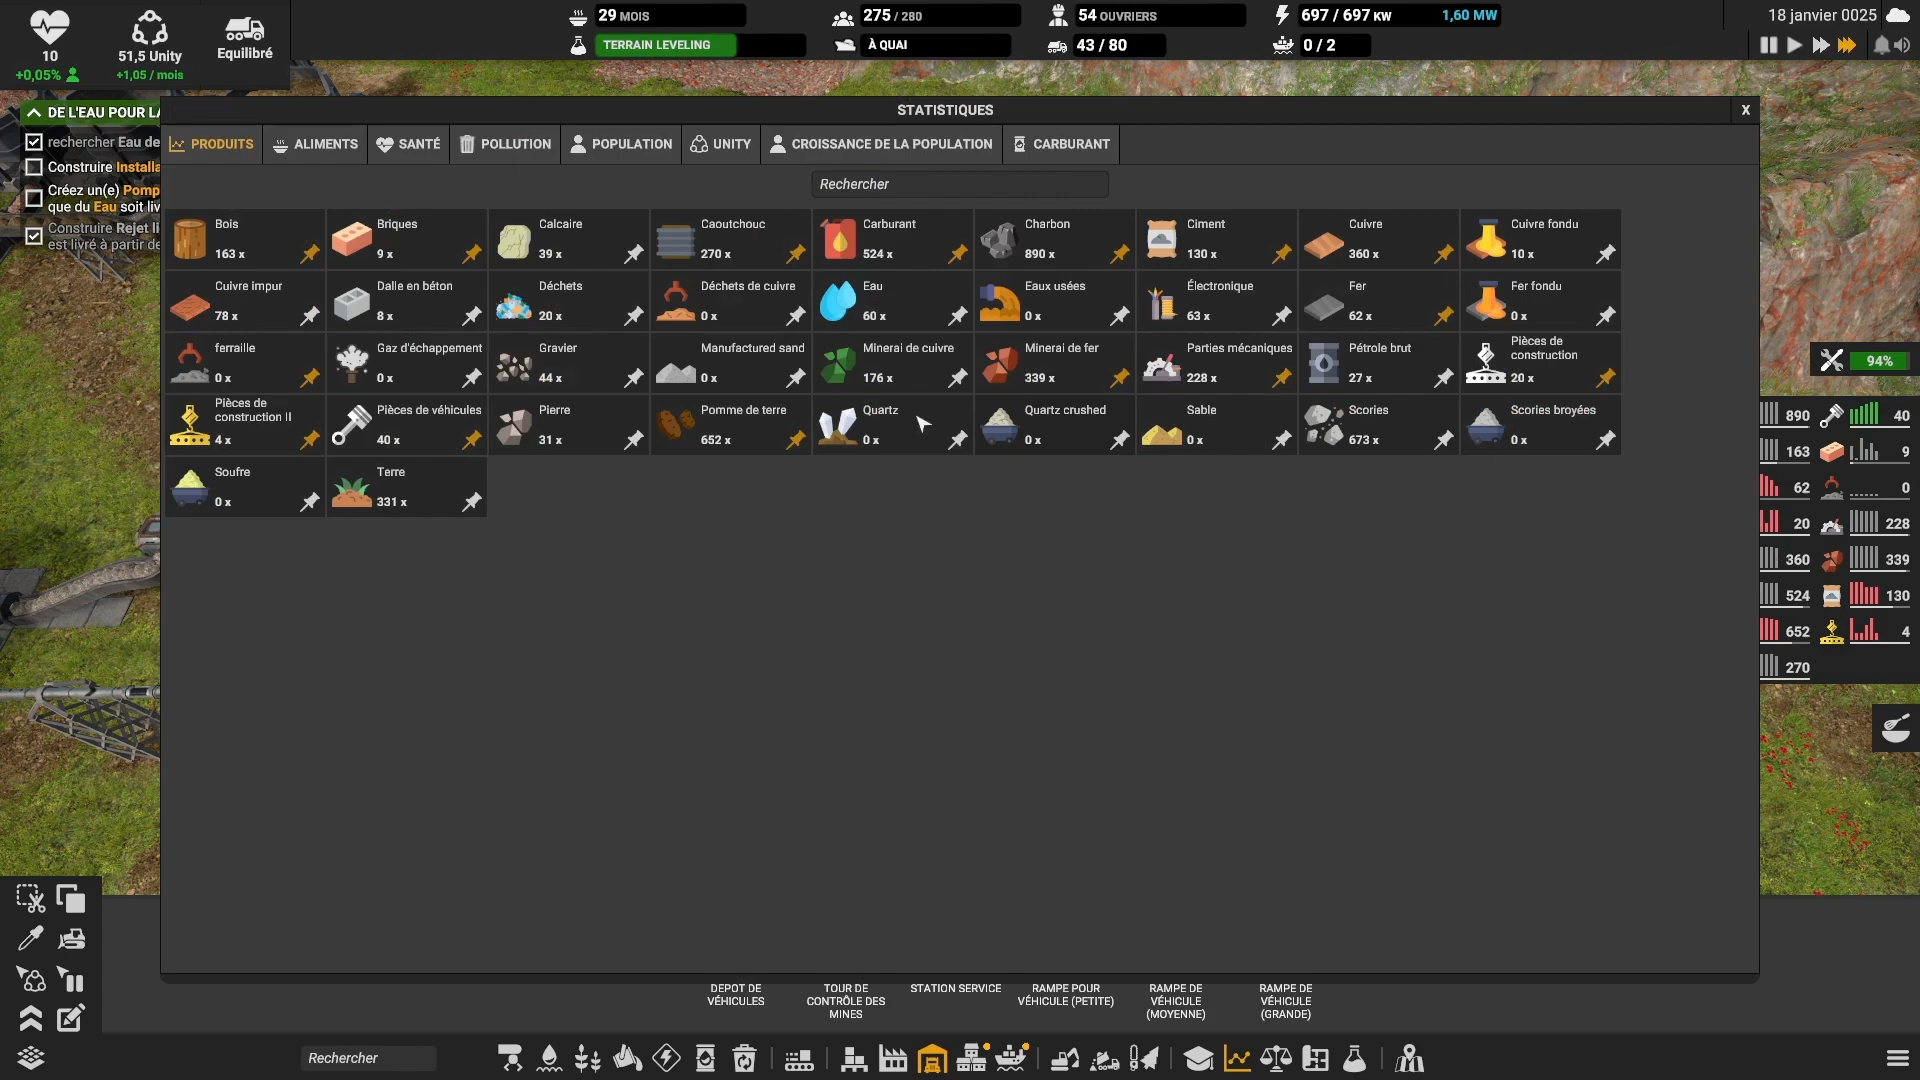 29 MOIS
275 / 280
54 OUVRIERS
697 / 697 KW
1,60 MW
18 janvier 0025
10
51,5 Unity
Equilibré
+0,05%
+1,05 / mois
TERRAIN LEVELING
À QUAI
43 / 80
0 / 2
DE L'EAU POUR LA
rechercher Eau de
Construire Installa
Créez un(e) Pomp
que du Eau soit liv
Construire Rejet li
est livré à partir de
STATISTIQUES
X
PRODUITS
ALIMENTS
SANTÉ
POLLUTION
POPULATION
UNITY
CROISSANCE DE LA POPULATION
CARBURANT
Rechercher
Bois
163 x
Briques
9 x
Calcaire
39 x
Caoutchouc
270 x
Carburant
524 x
Charbon
890 x
Ciment
130 x
Cuivre
360 x
Cuivre fondu
10 x
Cuivre impur
78 x
Dalle en béton
8 x
Déchets
20 x
Déchets de cuivre
0 x
Eau
60 x
Eaux usées
0 x
Électronique
63 x
Fer
62 x
Fer fondu
0 x
ferraille
0 x
Gaz d'échappement
0 x
Gravier
44 x
Manufactured sand
0 x
Minerai de cuivre
176 x
Minerai de fer
339 x
Parties mécaniques
228 x
Pétrole brut
27 x
Pièces de
construction
20 x
Pièces de
construction II
4 x
Pièces de véhicules
40 x
Pierre
31 x
Pomme de terre
652 x
Quartz
0 x
Quartz crushed
0 x
Sable
0 x
Scories
673 x
Scories broyées
0 x
Soufre
0 x
Terre
331 x
94%
890
40
163
9
62
0
20
228
360
339
524
130
652
4
270
DEPOT DE
VÉHICULES
TOUR DE
CONTRÔLE DES
MINES
STATION SERVICE
RAMPE POUR
VÉHICULE (PETITE)
RAMPE DE
VÉHICULE
(MOYENNE)
RAMPE DE
VÉHICULE
(GRANDE)
Rechercher